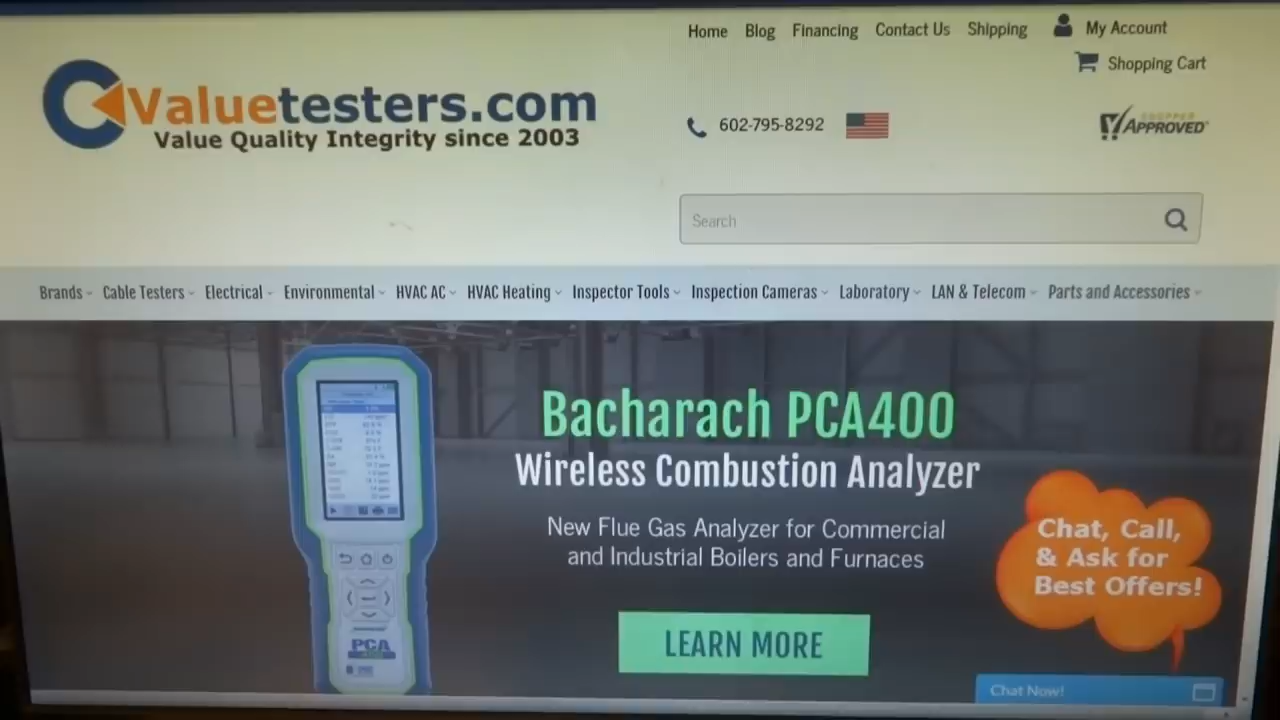 Home Blog Financing Contact Us Shipping My Account
Shopping Cart
Valuetesters.com
Value Quality Integrity since 2003
602-795-8292
SHOPPER
APPROVED
Search
Brands Cable Testers Electrical Environmental HVAC AC HVAC Heating Inspector Tools Inspection Cameras Laboratory LAN & Telecom Parts and Accessories
Bacharach PCA400
Wireless Combustion Analyzer
New Flue Gas Analyzer for Commercial
and Industrial Boilers and Furnaces
LEARN MORE
Chat, Call,
& Ask for
Best Offers!
PCA
Chat Now!